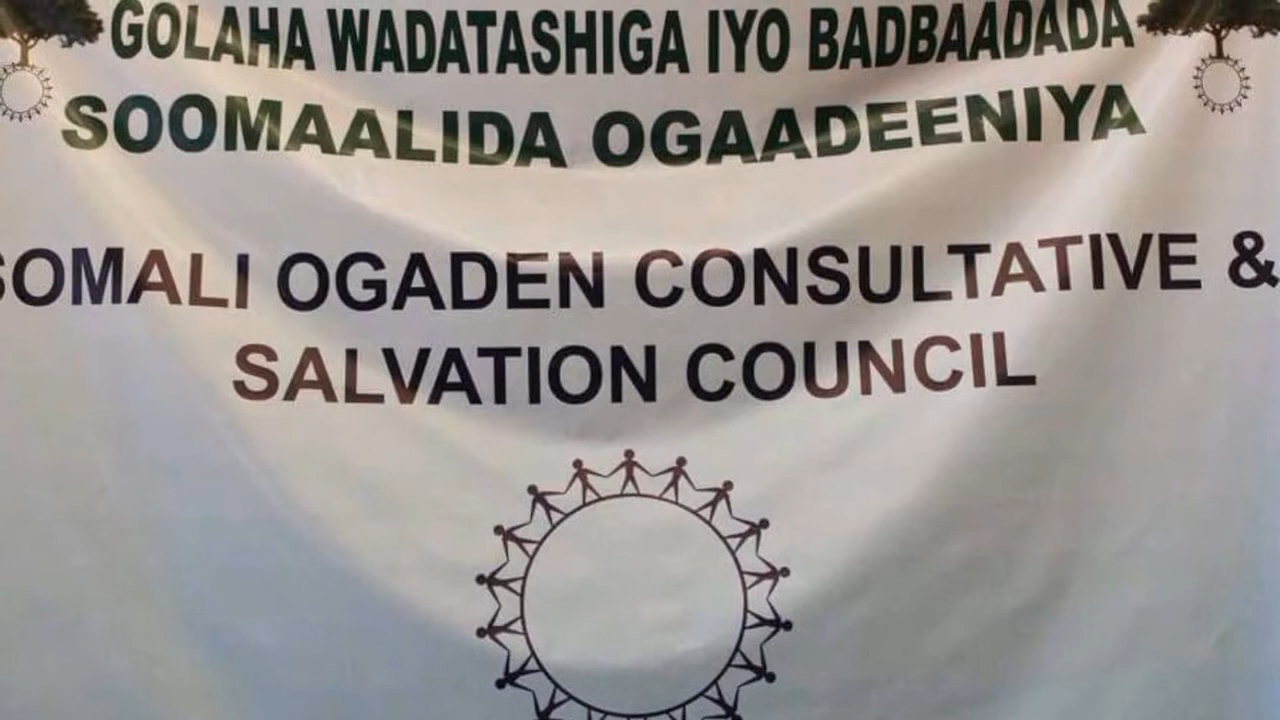 GOLAHA WADATASHIGA IYO BADBAADADA
SOOMAALIDA OGAADEENIYA
SOMALI OGADEN CONSULTATIVE &
SALVATION COUNCIL